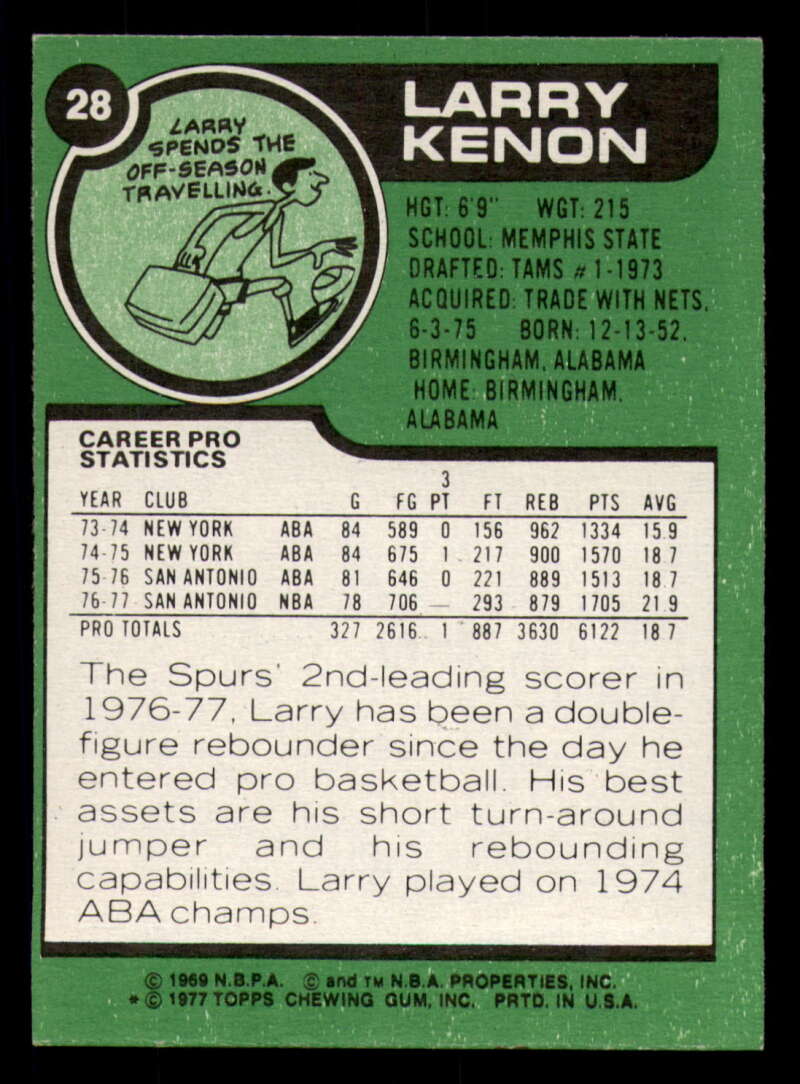 28
LARRY
SPENDS THE
OFF-SEASON
TRAVELLING.
LARRY
KENON
HGT: 6'9" WGT: 215
SCHOOL: MEMPHIS STATE
DRAFTED: TAMS #1-1973
ACQUIRED: TRADE WITH NETS,
6-3-75 BORN: 12-13-52,
BIRMINGHAM, ALABAMA
HOME: BIRMINGHAM,
ALABAMA
CAREER PRO
STATISTICS
YEAR CLUB G FG 3 PT FT REB PTS AVG
73-74 NEW YORK ABA 84 589 0 156 962 1334 15.9
74-75 NEW YORK ABA 84 675 1 217 900 1570 18.7
75-76 SAN ANTONIO ABA 81 646 0 221 889 1513 18.7
76-77 SAN ANTONIO NBA 78 706 — 293 879 1705 21.9
PRO TOTALS 327 2616 1 887 3630 6122 18.7
The Spurs' 2nd-leading scorer in
1976-77, Larry has been a double-
figure rebounder since the day he
entered pro basketball. His best
assets are his short turn-around
jumper and his rebounding
capabilities. Larry played on 1974
ABA champs.
© 1969 N.B.P.A. © and TM N.B.A. PROPERTIES, INC.
* © 1977 TOPPS CHEWING GUM, INC. PRTD. IN U.S.A.